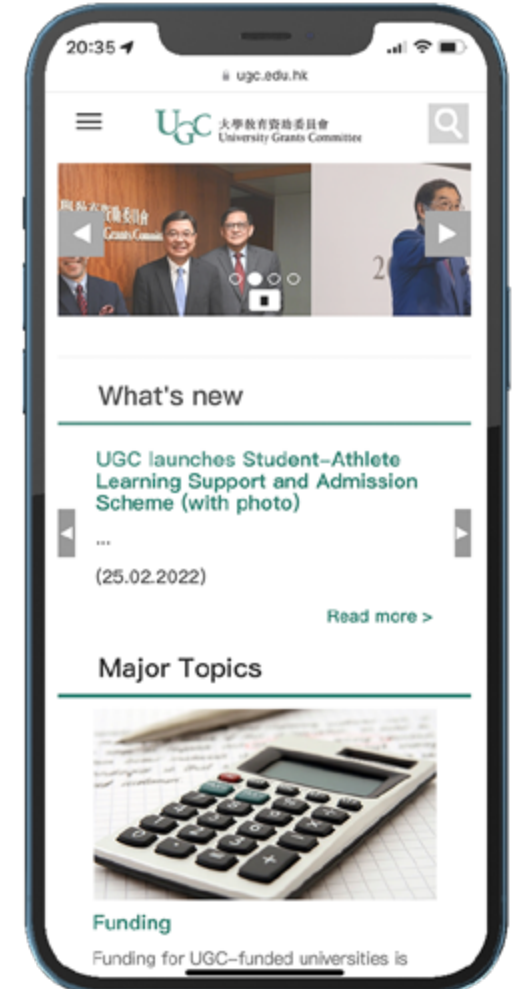 20:35
ugc.edu.hk
UGC
大學教育資助委員會
University Grants Committee
What's new
UGC launches Student-Athlete
Learning Support and Admission
Scheme (with photo)
...
(25.02.2022)
Read more >
Major Topics
Funding
Funding for UGC-funded universities is